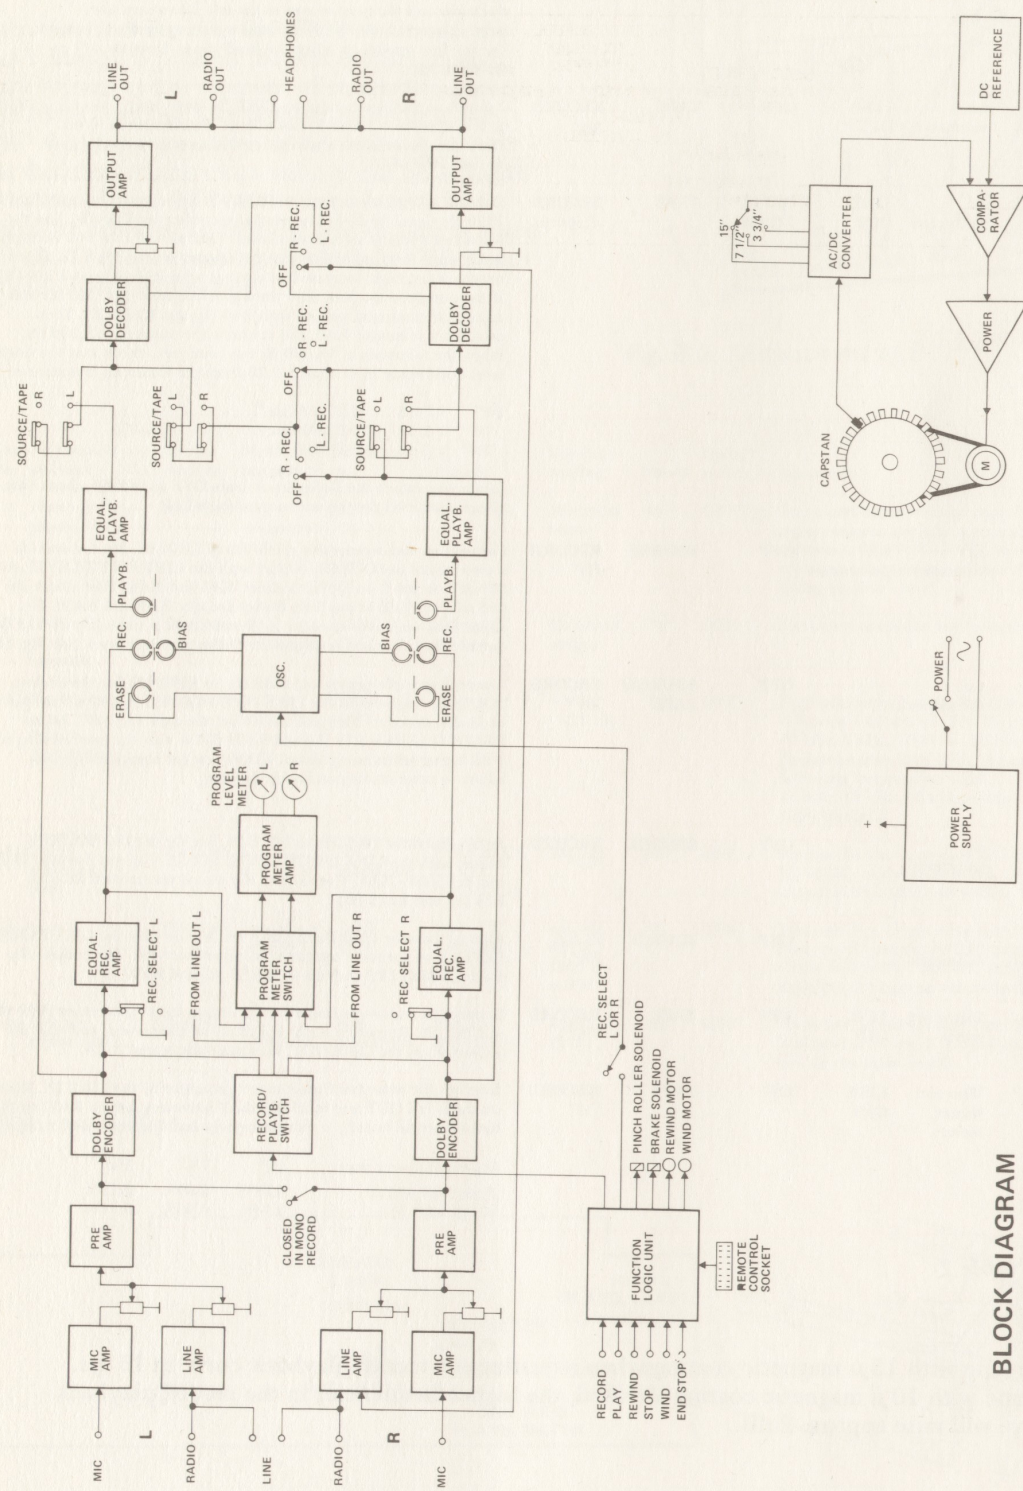 MIC
L
RADIO
LINE
RADIO
R
MIC
MIC
AMP
LINE
AMP
LINE
AMP
MIC
AMP
PRE
AMP
PRE
AMP
CLOSED
IN MONO
RECORD
DOLBY
ENCODER
RECORD/
PLAYB.
SWITCH
DOLBY
ENCODER
REC. SELECT L
FROM LINE OUT L
FROM LINE OUT R
REC SELECT R
EQUAL.
REC.
AMP
PROGRAM
METER
SWITCH
EQUAL.
REC.
AMP
PROGRAM
METER
AMP
PROGRAM
LEVEL
METER
L
R
ERASE
REC.
BIAS
PLAYB.
OSC.
BIAS
ERASE
REC.
PLAYB.
EQUAL.
PLAYB.
AMP
EQUAL.
PLAYB.
AMP
SOURCE/TAPE
R
L
SOURCE/TAPE
L
R
OFF
R - REC.
L - REC.
SOURCE/TAPE
L
R
OFF
R - REC.
L - REC.
DOLBY
DECODER
DOLBY
DECODER
OFF
R - REC.
L - REC.
OUTPUT
AMP
OUTPUT
AMP
LINE
OUT
L
RADIO
OUT
HEADPHONES
RADIO
OUT
R
LINE
OUT
RECORD
PLAY
REWIND
STOP
WIND
END STOP
FUNCTION
LOGIC UNIT
REMOTE
CONTROL
SOCKET
REC. SELECT
L OR R
PINCH ROLLER SOLENOID
BRAKE SOLENOID
REWIND MOTOR
WIND MOTOR
CAPSTAN
M
15"
7 1/2"
3 3/4"
AC/DC
CONVERTER
POWER
COMPA-
RATOR
DC
REFERENCE
+
POWER
SUPPLY
POWER
BLOCK DIAGRAM